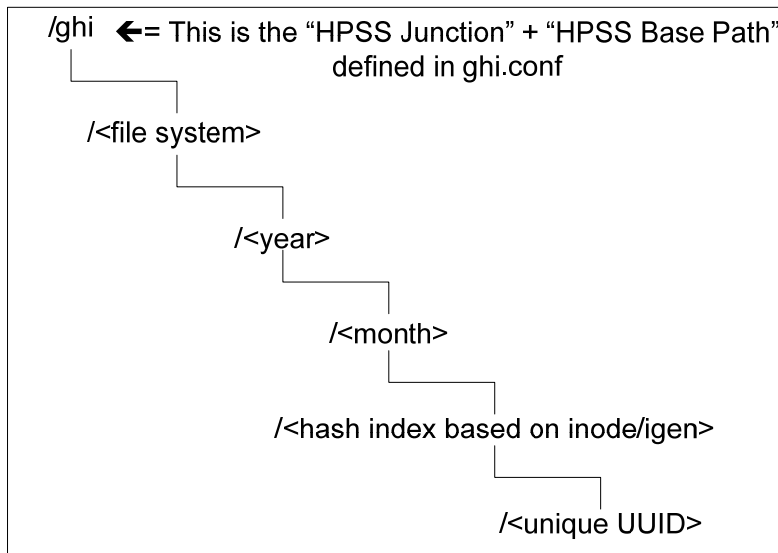 /ghi 🡸= This is the “HPSS Junction” + “HPSS Base Path”
defined in ghi.conf
/<file system>
/<year>
/<month>
/<hash index based on inode/igen>
/<unique UUID>